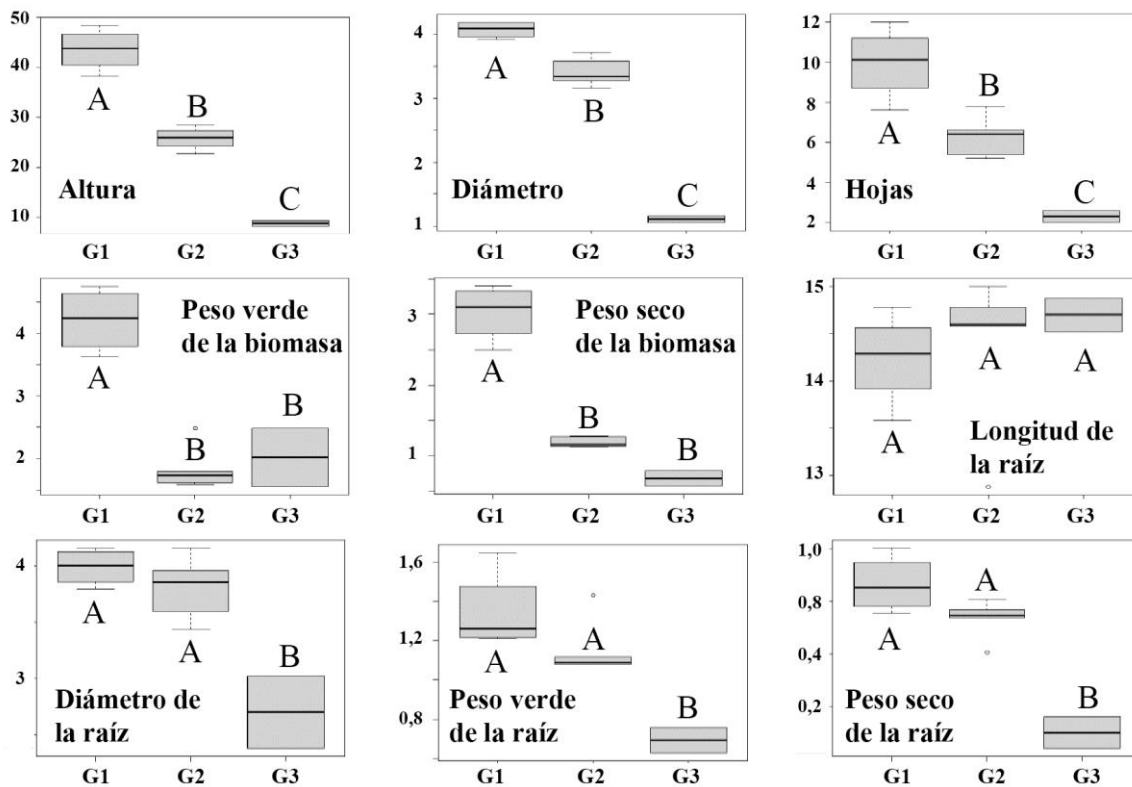 50
40
30
20
10
A
B
C
Altura
G1 G2 G3
4
3
2
1
A
B
C
Diámetro
G1 G2 G3
12
10
8
6
4
2
A
B
C
Hojas
G1 G2 G3
4
3
2
A
B
B
Peso verde
de la biomasa
G1 G2 G3
3
2
1
A
B
B
Peso seco
de la biomasa
G1 G2 G3
15
14
13
A
A
A
Longitud de
la raíz
G1 G2 G3
4
3
A
A
B
Diámetro de
la raíz
G1 G2 G3
1,6
1,2
0,8
A
A
B
Peso verde
de la raíz
G1 G2 G3
1,0
0,8
0,4
0,2
A
A
B
Peso seco
de la raíz
G1 G2 G3